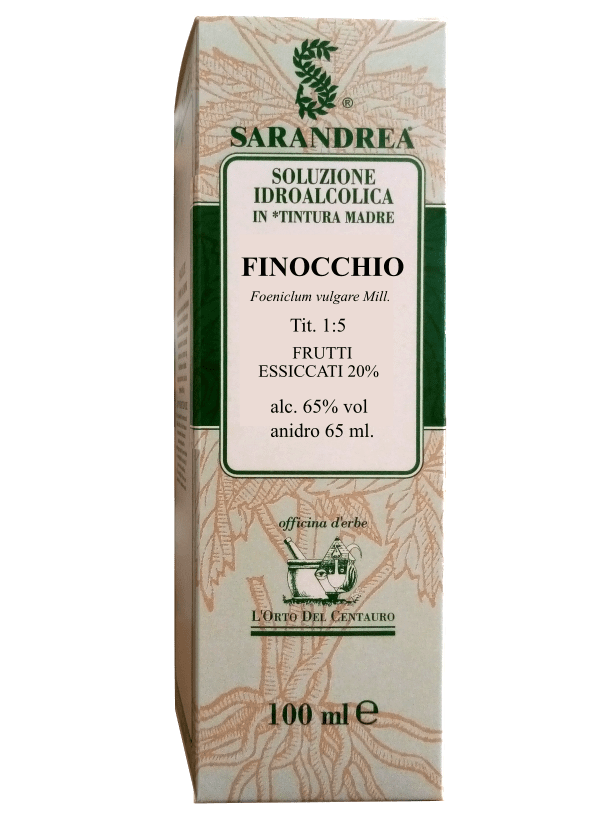 ®
SARANDREA
SOLUZIONE
IDROALCOLICA
IN *TINTURA MADRE
FINOCCHIO
Foeniclum vulgare Mill.
Tit. 1:5
FRUTTI
ESSICCATI 20%
alc. 65% vol
anidro 65 ml.
officina d'erbe
L'ORTO DEL CENTAURO
100 ml ℮